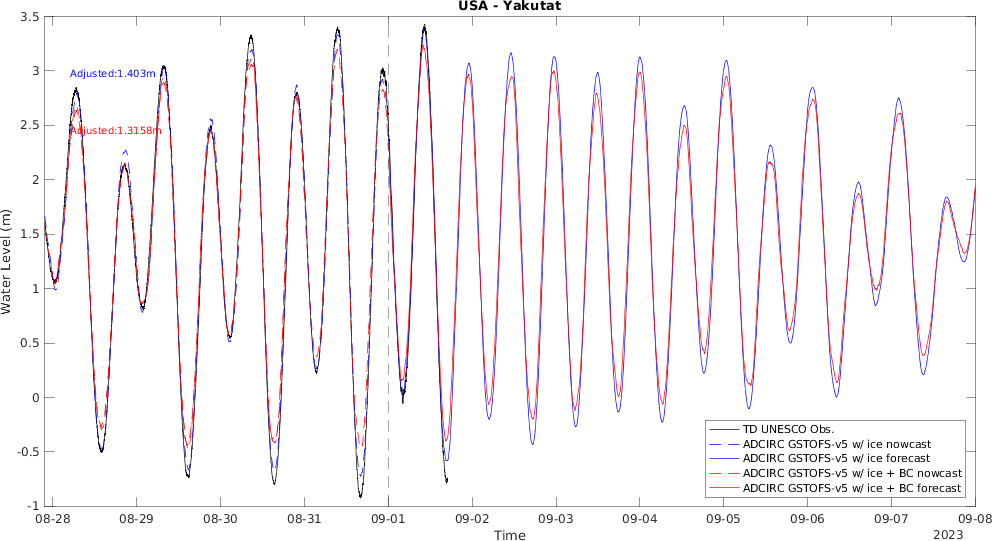 USA - Yakutat
3.5
3
2.5
2
1.5
1
0.5
0
-0.5
-1
Water Level (m)
Adjusted:1.403m
Adjusted:1.3158m
TD UNESCO Obs.
ADCIRC GSTOFS-v5 w/ ice nowcast
ADCIRC GSTOFS-v5 w/ ice forecast
ADCIRC GSTOFS-v5 w/ ice + BC nowcast
ADCIRC GSTOFS-v5 w/ ice + BC forecast
08-28 08-29 08-30 08-31 09-01 09-02 09-03 09-04 09-05 09-06 09-07 09-08
Time
2023